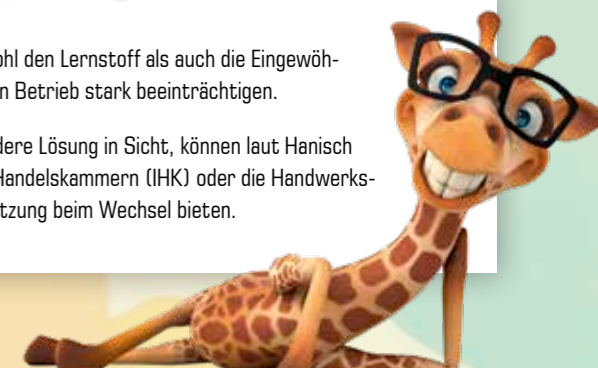 ohl den Lernstoff als auch die Eingewöh-
n Betrieb stark beeinträchtigen.
dere Lösung in Sicht, können laut Hanisch
Handelskammern (IHK) oder die Handwerks-
tzung beim Wechsel bieten.